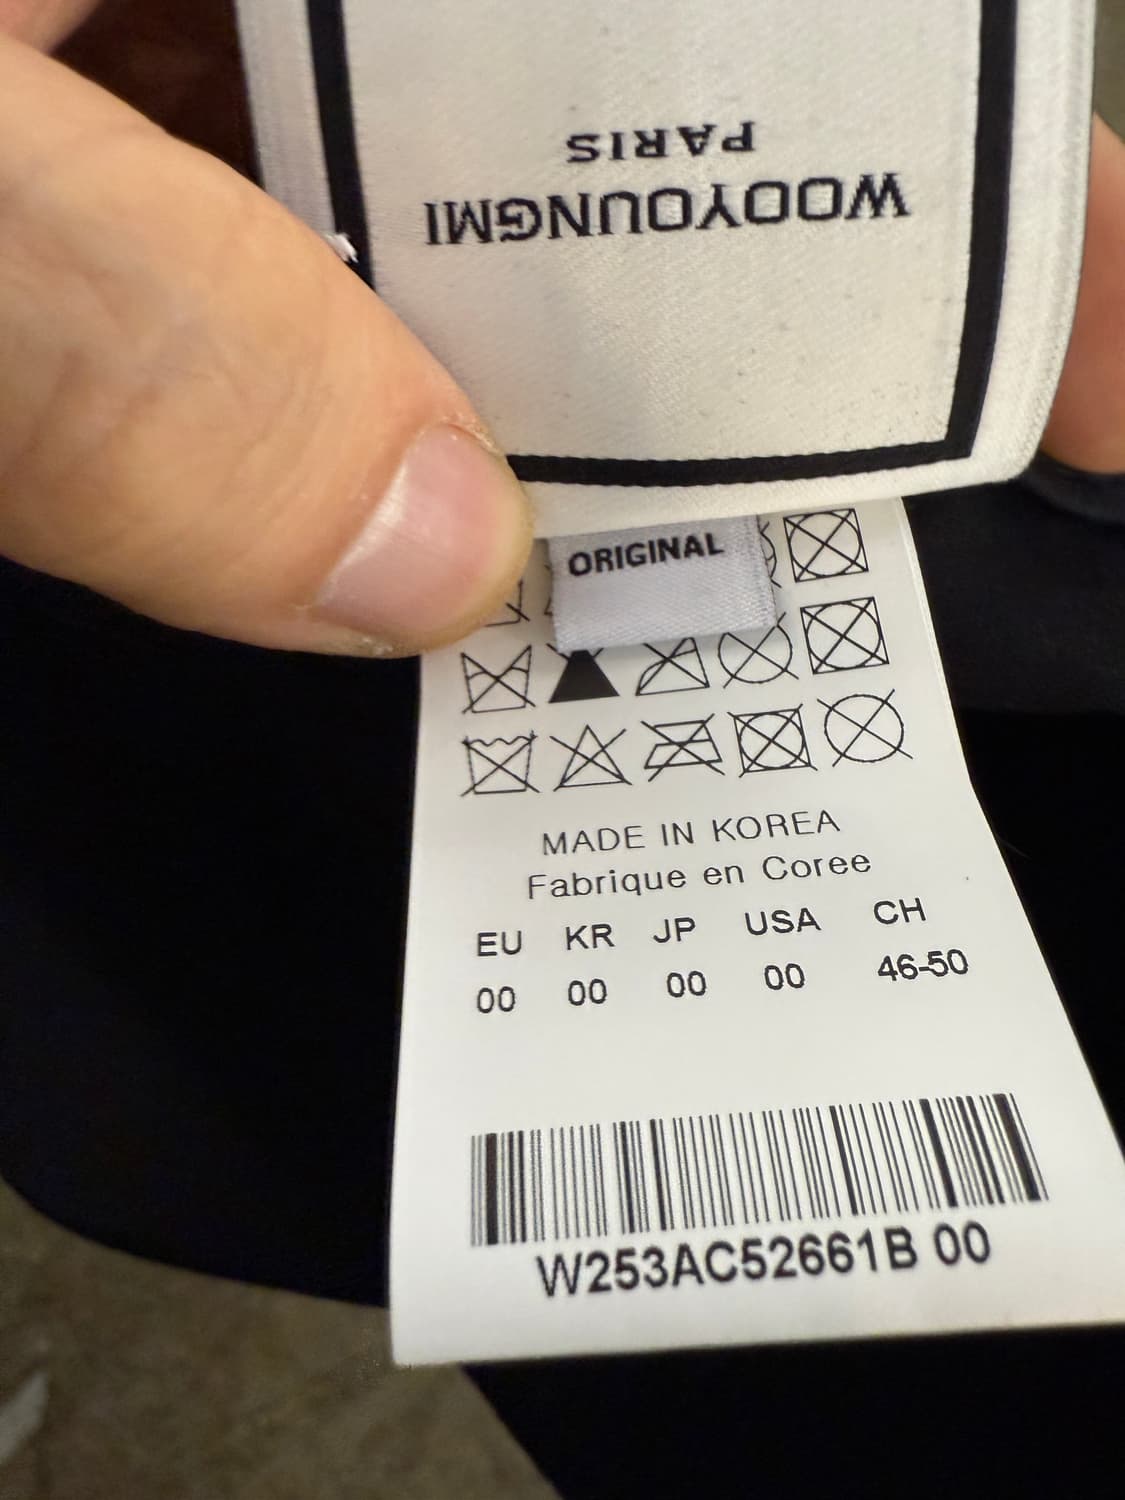 WOOYOUNGMI
PARIS
ORIGINAL
MADE IN KOREA
Fabrique en Coree
EU KR JP USA CH
00 00 00 00 46-50
W253AC52661B 00